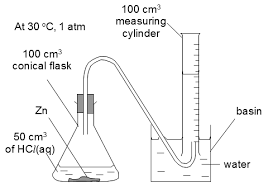 100 cm³
measuring
cylinder
At 30 °C, 1 atm
100 cm³
conical flask
Zn
50 cm³
of HCl(aq)
basin
water